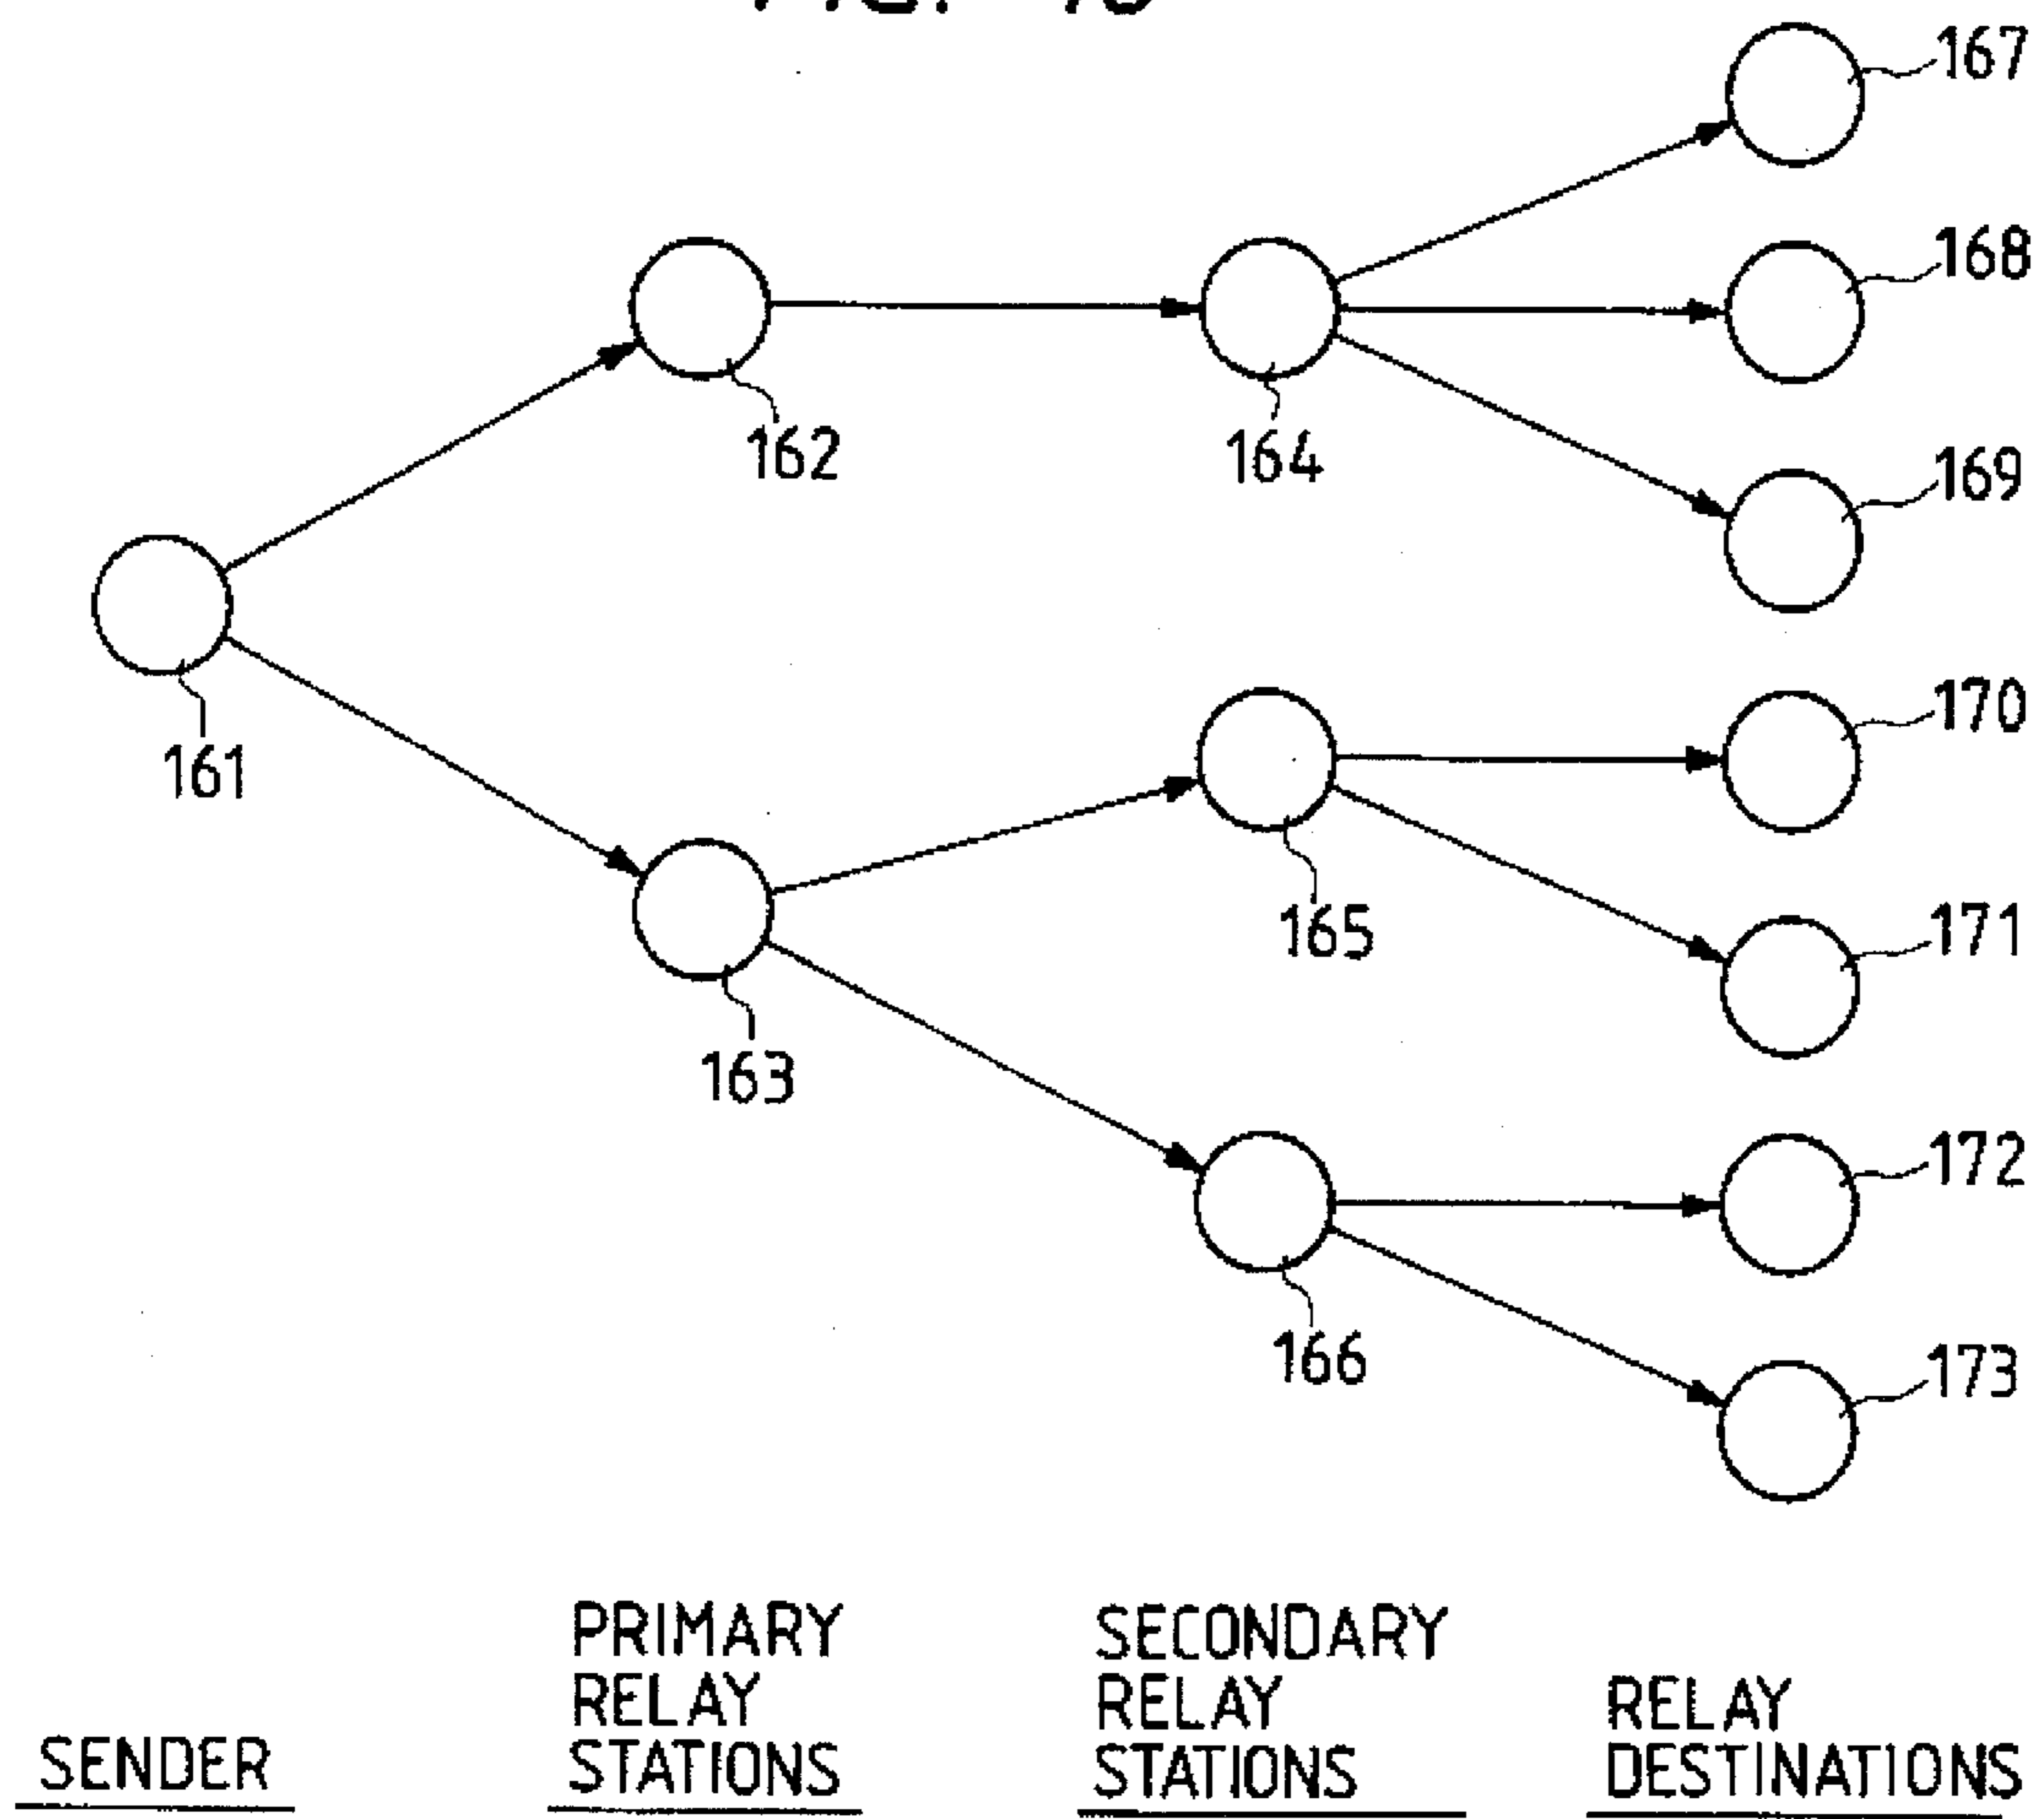 167
168
162
164
169
161
170
165
171
163
172
166
173
PRIMARY
RELAY
STATIONS
SECONDARY
RELAY
STATIONS
SENDER
RELAY
DESTINATIONS